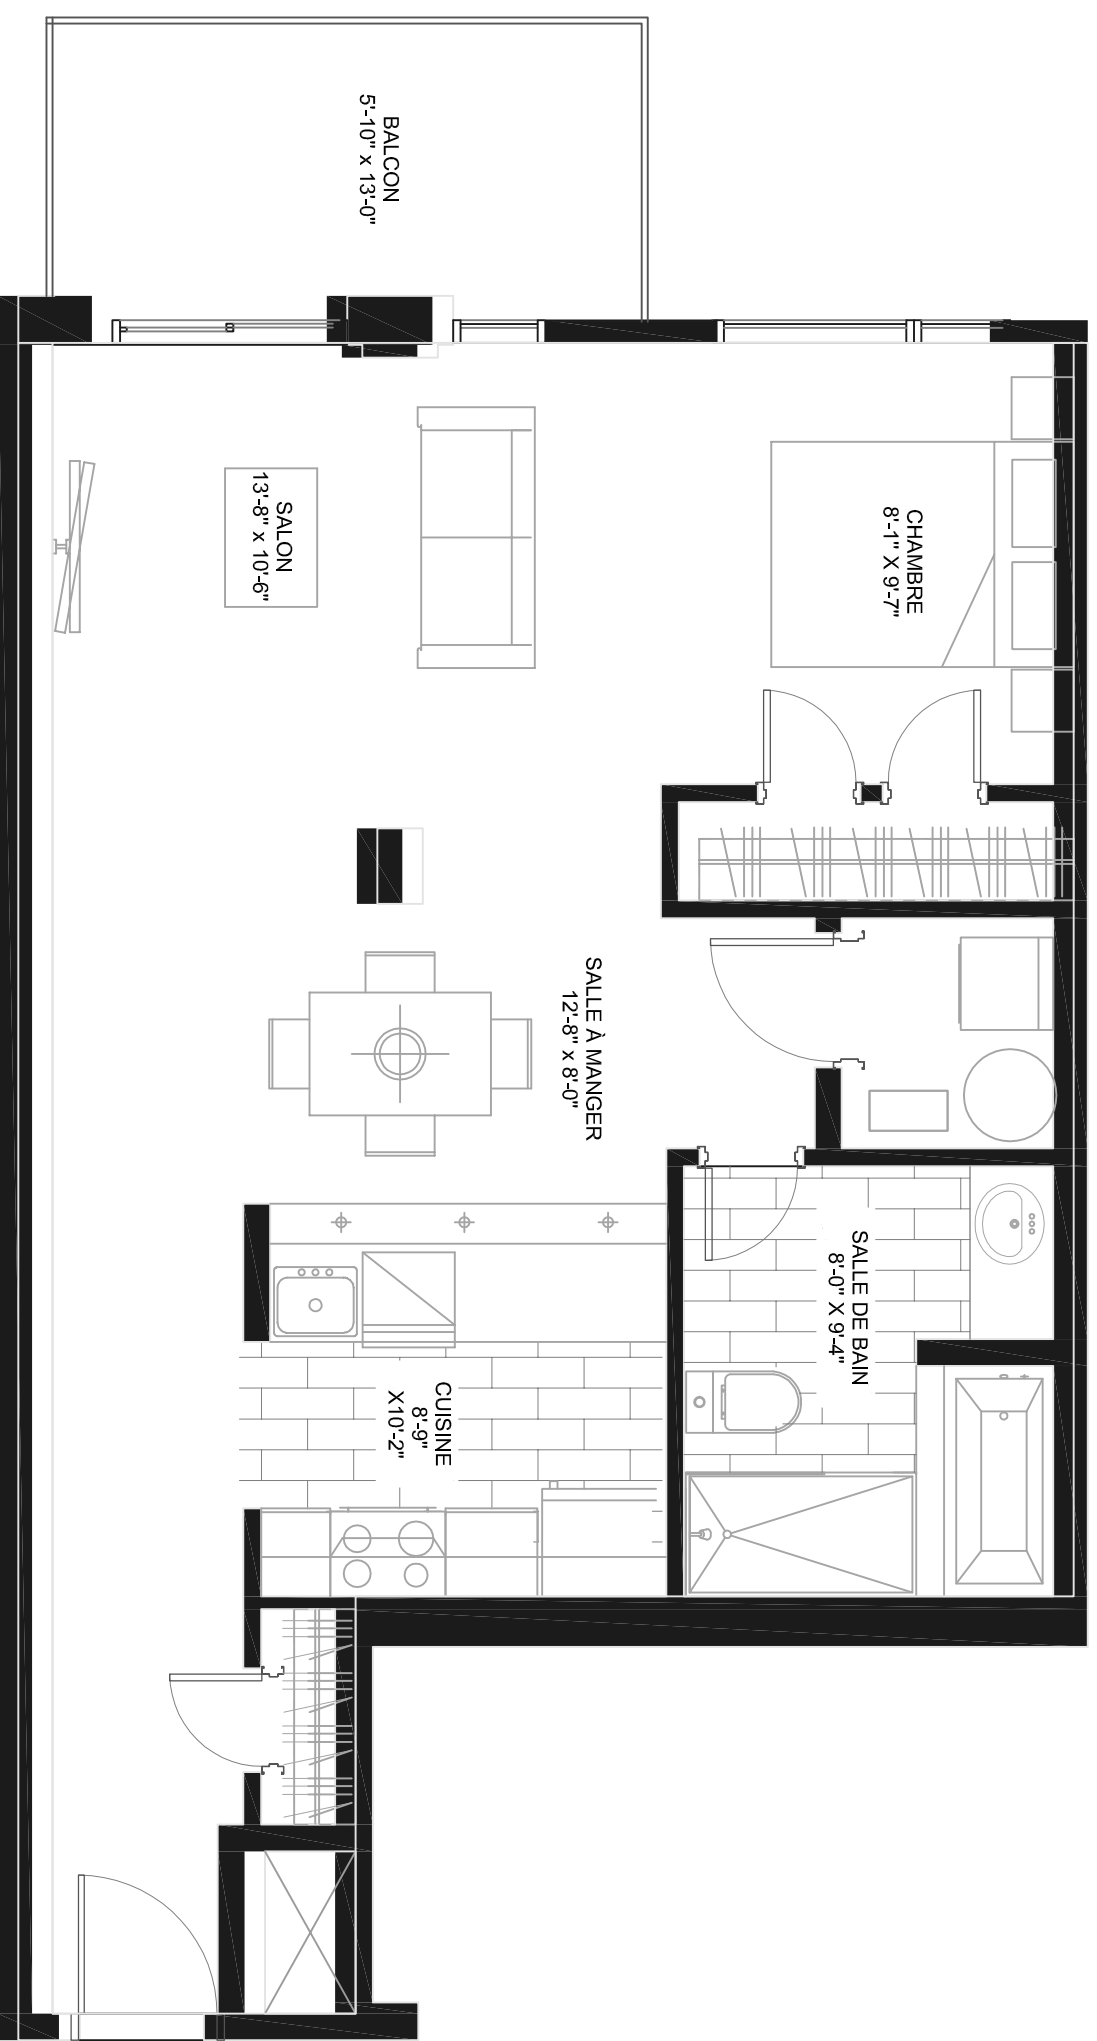 BALCON
5'-10" x 13'-0"
SALON
13'-8" x 10'-6"
CHAMBRE
8'-1" X 9'-7"
SALLE À MANGER
12'-8" x 8'-0"
SALLE DE BAIN
8'-0" X 9'-4"
CUISINE
8'-9"
X10'-2"